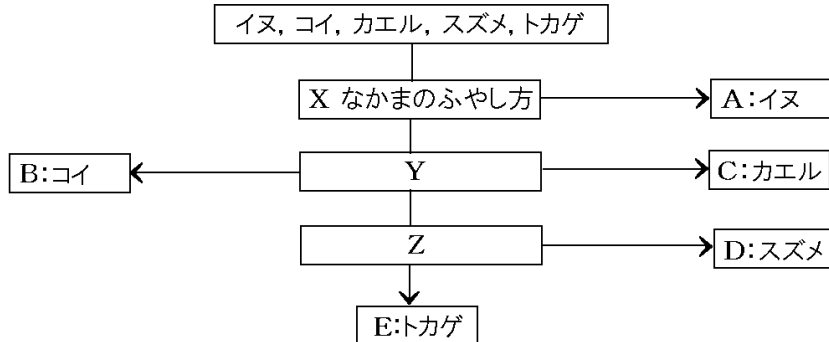 イヌ, コイ, カエル, スズメ, トカゲ
X なかまのふやし方
A:イヌ
B:コイ
Y
C:カエル
Z
D:スズメ
E:トカゲ